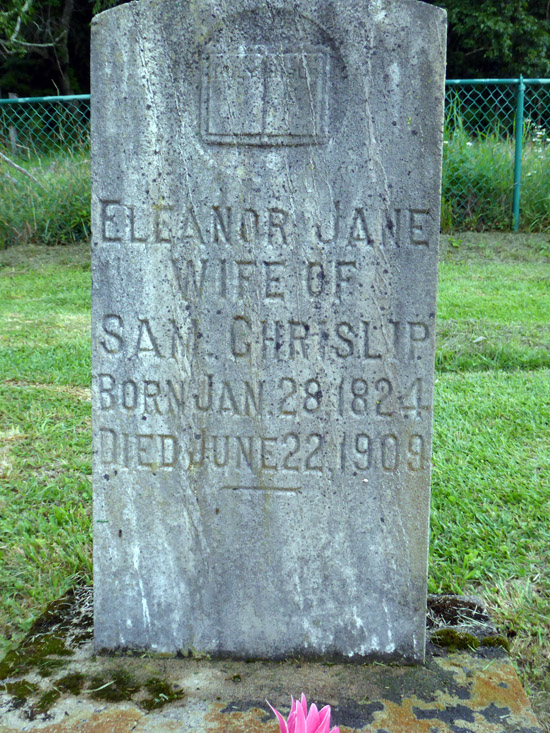 ELEANOR JANE
WIFE OF
SAM. CHRISLIP
BORN JAN. 28, 1824.
DIED JUNE 22, 1909.